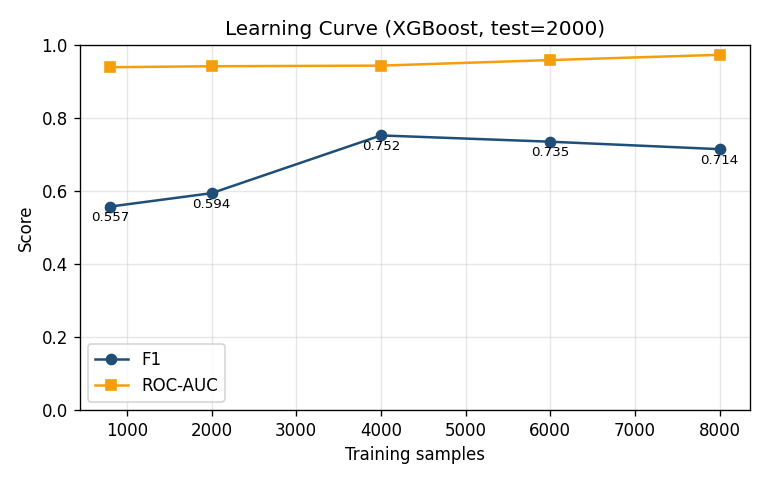 Learning Curve (XGBoost, test=2000)
1.0
0.8
0.6
0.4
0.2
0.0
Score
0.557
0.594
0.752
0.735
0.714
F1
ROC-AUC
1000 2000 3000 4000 5000 6000 7000 8000
Training samples